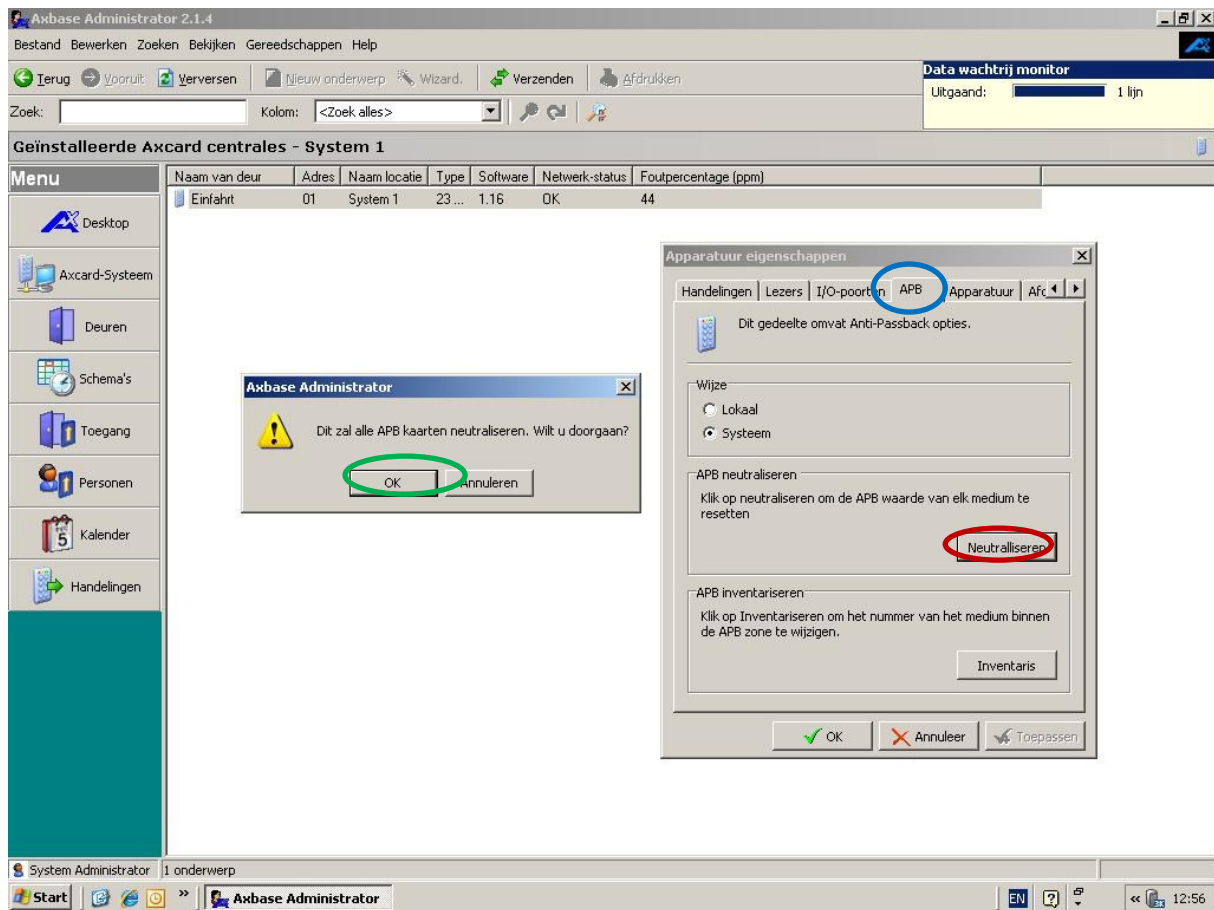 Axbase Administrator 2.1.4
Bestand Bewerken Zoeken Bekijken Gereedschappen Help
Terug Vooruit Verversen Nieuw onderwerp Wizard. Verzenden Afdrukken
Data wachtrij monitor
Uitgaand: 1 lijn
Zoek: Kolom: <Zoek alles>
Geïnstalleerde Axcard centrales - System 1
Menu
Desktop
Axcard-Systeem
Deuren
Schema's
Toegang
Personen
5
Kalender
Handelingen
Naam van deur Adres Naam locatie Type Software Netwerk-status Foutpercentage (ppm)
Einfahrt 01 System 1 23 ... 1.16 OK 44
Axbase Administrator
Dit zal alle APB kaarten neutraliseren. Wilt u doorgaan?
OK Annuleren
Apparatuur eigenschappen
Handelingen Lezers I/O-poorten APB Apparatuur Afd
Dit gedeelte omvat Anti-Passback opties.
Wijze
Lokaal
Systeem
APB neutraliseren
Klik op neutraliseren om de APB waarde van elk medium te
resetten
Neutralliseren
APB inventariseren
Klik op Inventariseren om het nummer van het medium binnen
de APB zone te wijzigen.
Inventaris
OK Annuleer Toepassen
System Administrator 1 onderwerp
Start Axbase Administrator EN 12:56